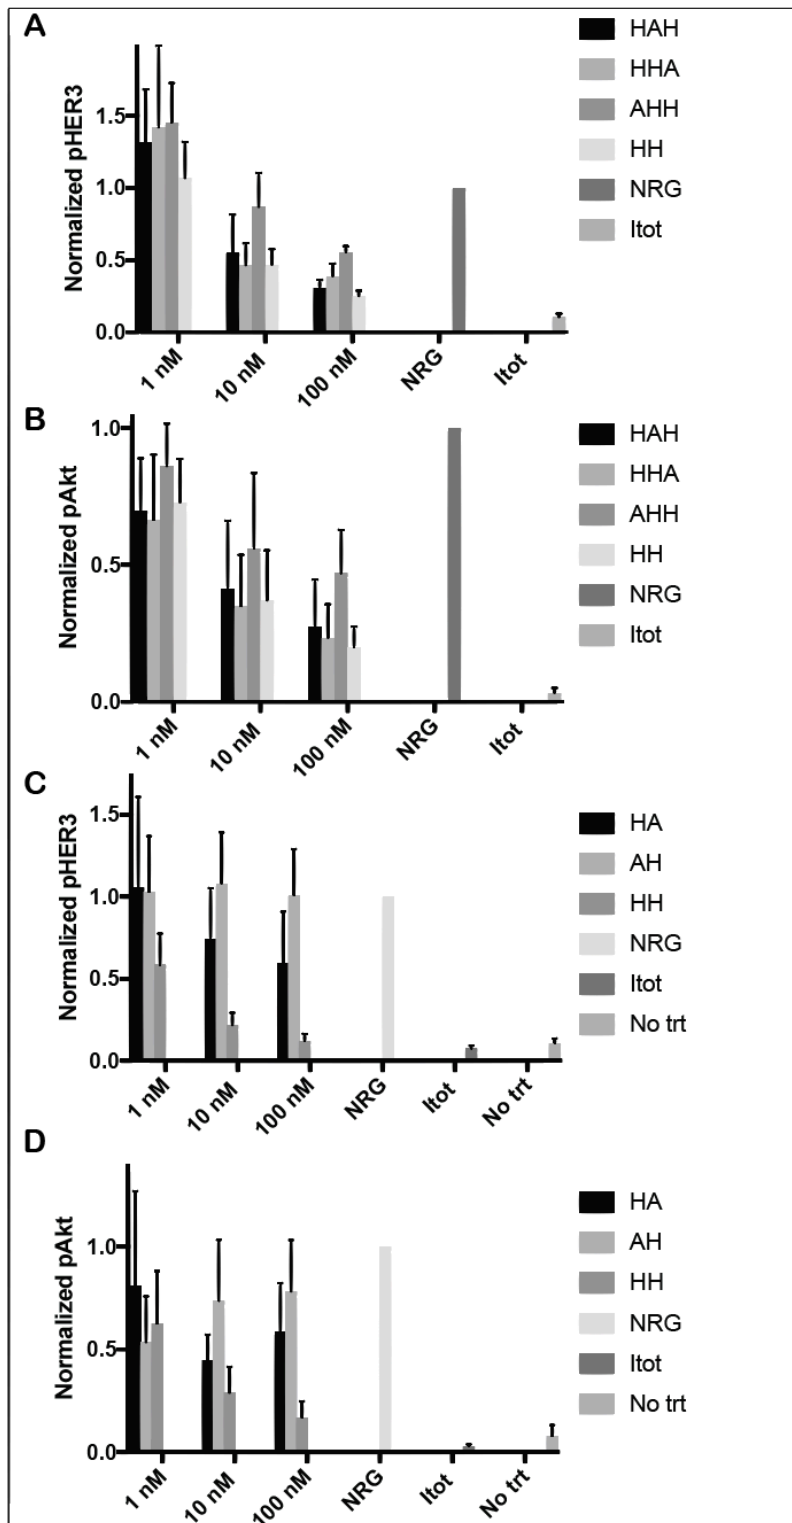 A
Normalized pHER3
1.5
1.0
0.5
0.0
1 nM
10 nM
100 nM
NRG
Itot
HAH
HHA
AHH
HH
NRG
Itot
B
Normalized pAkt
1.0
0.5
0.0
1 nM
10 nM
100 nM
NRG
Itot
HAH
HHA
AHH
HH
NRG
Itot
C
Normalized pHER3
1.5
1.0
0.5
0.0
1 nM
10 nM
100 nM
NRG
Itot
No trt
HA
AH
HH
NRG
Itot
No trt
D
Normalized pAkt
1.0
0.5
0.0
1 nM
10 nM
100 nM
NRG
Itot
No trt
HA
AH
HH
NRG
Itot
No trt